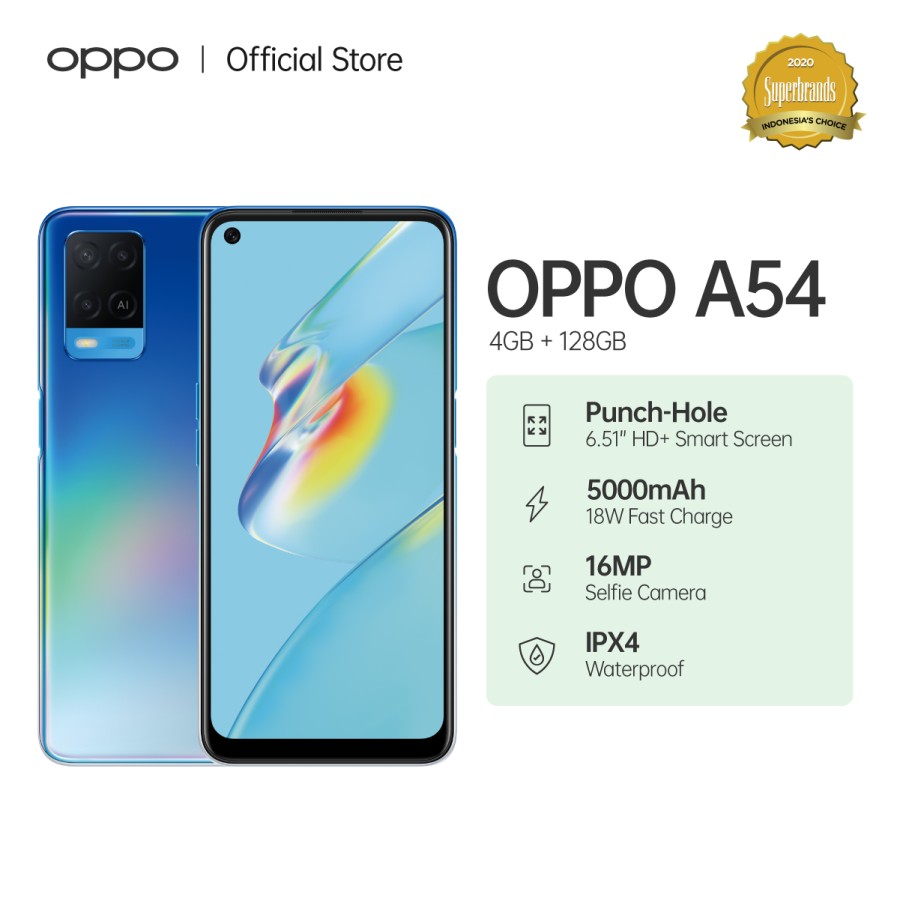 oppo | Official Store
2020
Superbrands
INDONESIA'S CHOICE
AI
OPPO A54
4GB + 128GB
Punch-Hole
6.51" HD+ Smart Screen
5000mAh
18W Fast Charge
16MP
Selfie Camera
IPX4
Waterproof